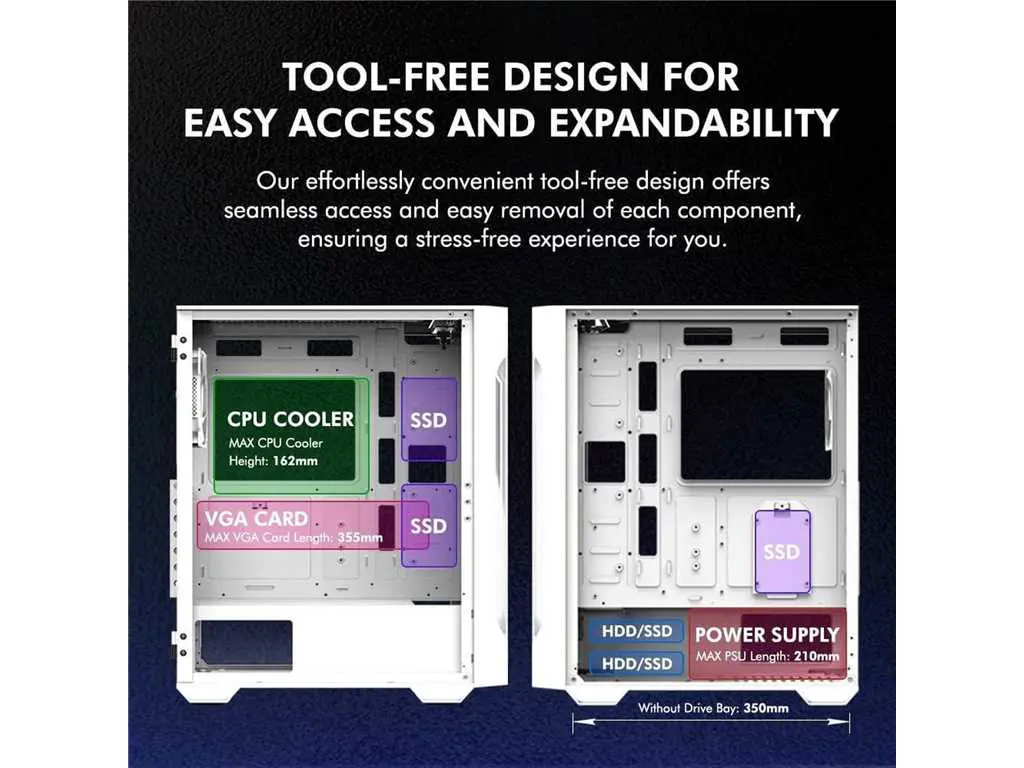 TOOL-FREE DESIGN FOR
EASY ACCESS AND EXPANDABILITY
Our effortlessly convenient tool-free design offers
seamless access and easy removal of each component,
ensuring a stress-free experience for you.
CPU COOLER
MAX CPU Cooler
Height: 162mm
SSD
VGA CARD
MAX VGA Card Length: 355mm
SSD
SSD
HDD/SSD
HDD/SSD
POWER SUPPLY
MAX PSU Length: 210mm
Without Drive Bay: 350mm